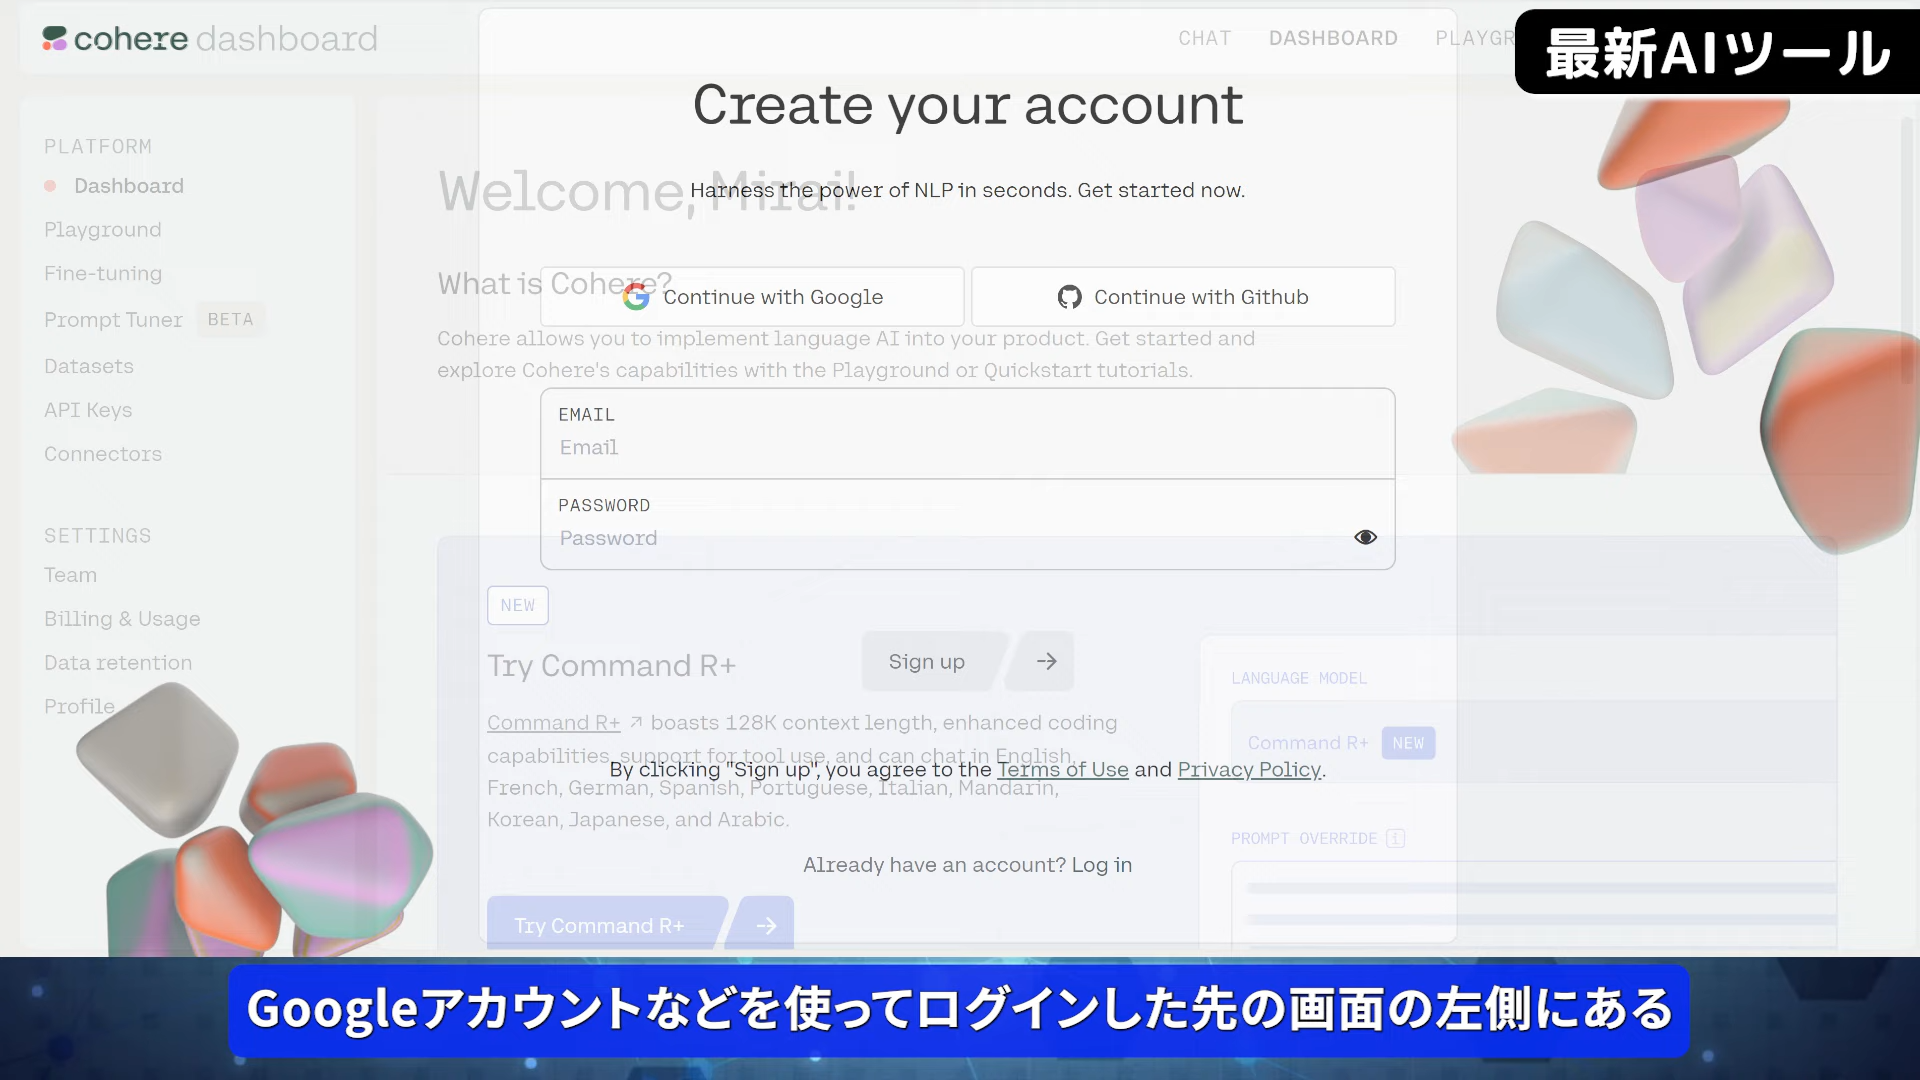 cohere dashboard
CHAT DASHBOARD PLAYGR
最新AIツール
PLATFORM
Dashboard
Playground
Fine-tuning
Prompt Tuner BETA
Datasets
API Keys
Connectors
SETTINGS
Team
Billing & Usage
Data retention
Profile
Create your account
Welcome, Mirai!
Harness the power of NLP in seconds. Get started now.
What is Cohere?
Continue with Google
Continue with Github
Cohere allows you to implement language AI into your product. Get started and
explore Cohere's capabilities with the Playground or Quickstart tutorials.
EMAIL
Email
PASSWORD
Password
NEW
Try Command R+
Sign up
Command R+ ↗ boasts 128K context length, enhanced coding
capabilities, support for tool use, and can chat in English,
French, German, Spanish, Portuguese, Italian, Mandarin,
Korean, Japanese, and Arabic.
By clicking "Sign up", you agree to the Terms of Use and Privacy Policy.
Already have an account? Log in
Try Command R+
LANGUAGE MODEL
Command R+ NEW
PROMPT OVERRIDE
Googleアカウントなどを使ってログインした先の画面の左側にある